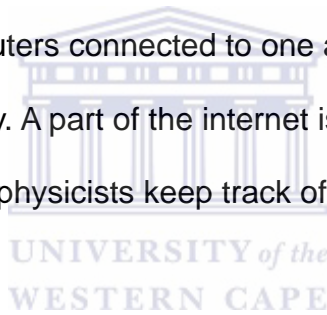 uters connected to one a
. A part of the internet is
physicists keep track of
UNIVERSITY of the
WESTERN CAPE